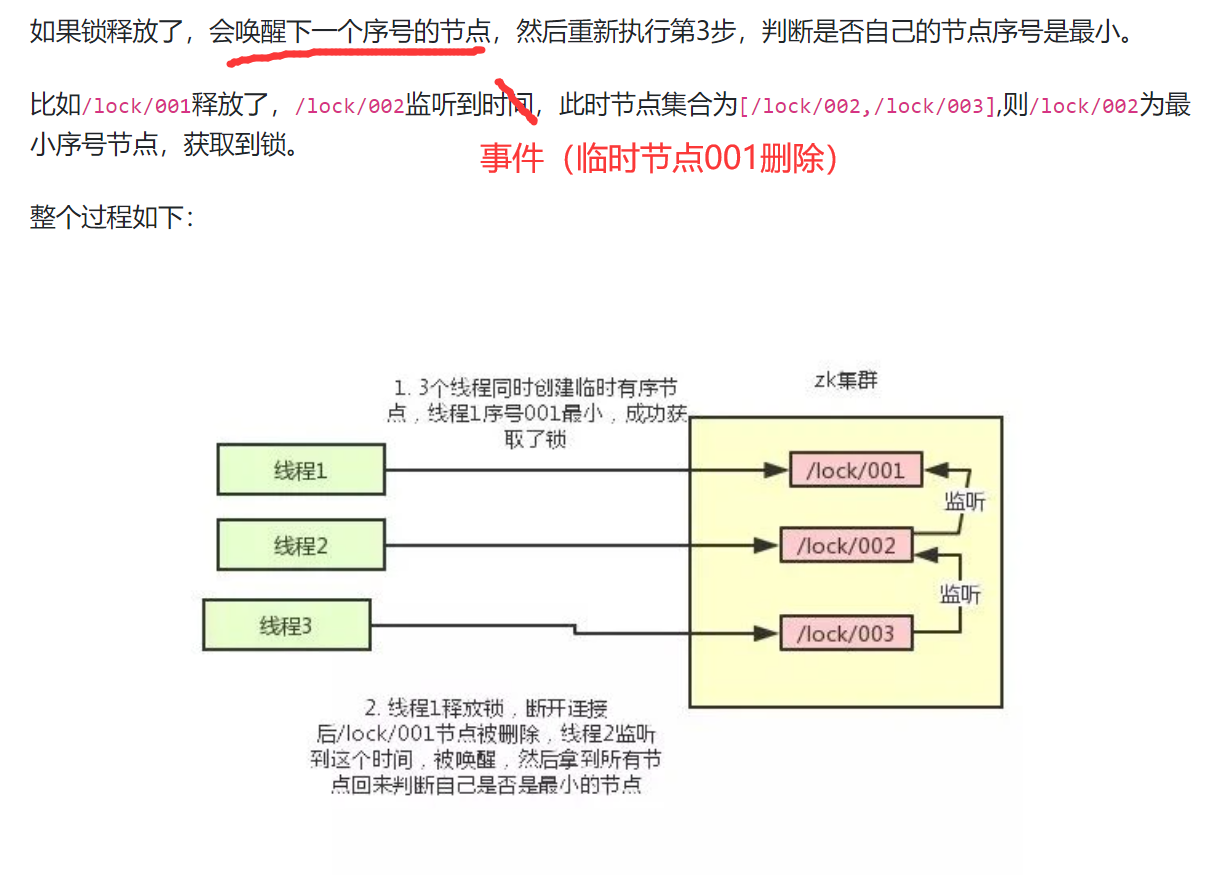 如果锁释放了，会唤醒下一个序号的节点，然后重新执行第3步，判断是否自己的节点序号是最小。
比如/lock/001释放了，/lock/002监听到时间，此时节点集合为[/lock/002,/lock/003],则/lock/002为最
小序号节点，获取到锁。
事件（临时节点001删除）
整个过程如下：
1. 3个线程同时创建临时有序节
点，线程1序号001最小，成功获
取了锁
zk集群
线程1
/lock/001
监听
线程2
/lock/002
监听
线程3
/lock/003
2. 线程1释放锁，断开连接
后/lock/001节点被删除，线程2监听
到这个时间，被唤醒，然后拿到所有节
点回来判断自己是否是最小的节点